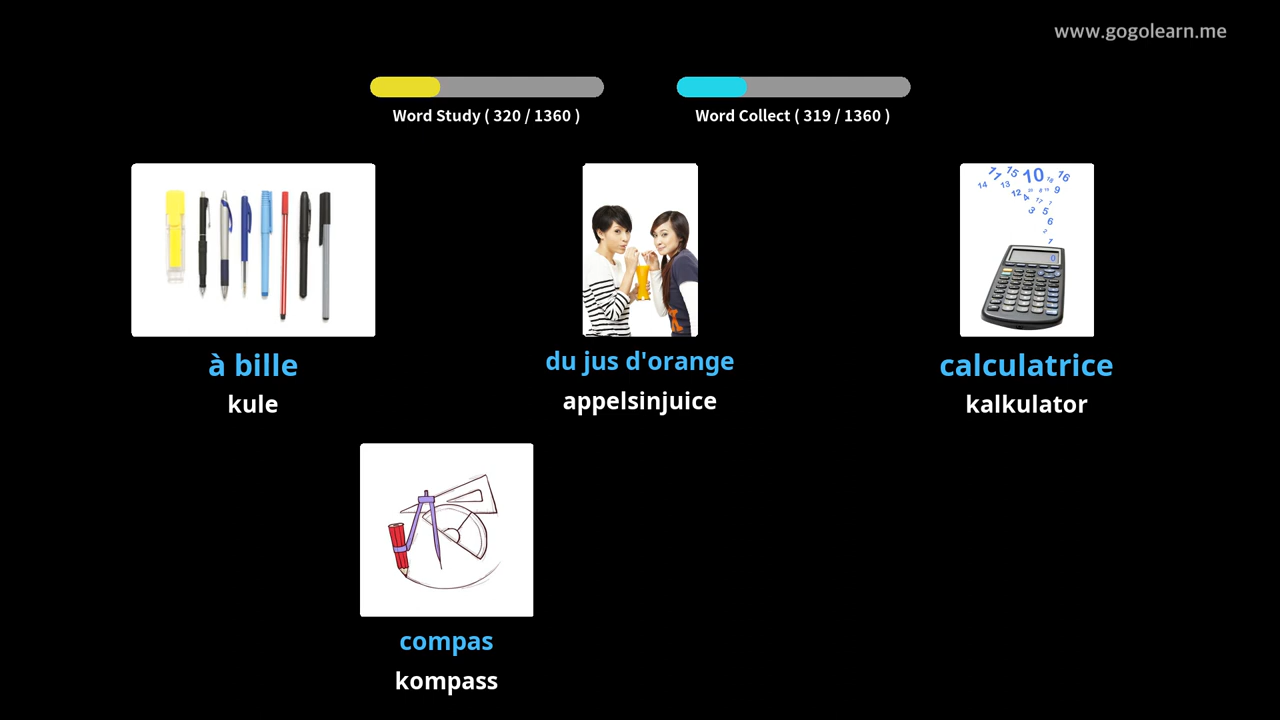 www.gogolearn.me
Word Study ( 320 / 1360 )
Word Collect ( 319 / 1360 )
à bille
kule
du jus d'orange
appelsinjuice
calculatrice
kalkulator
compas
kompass